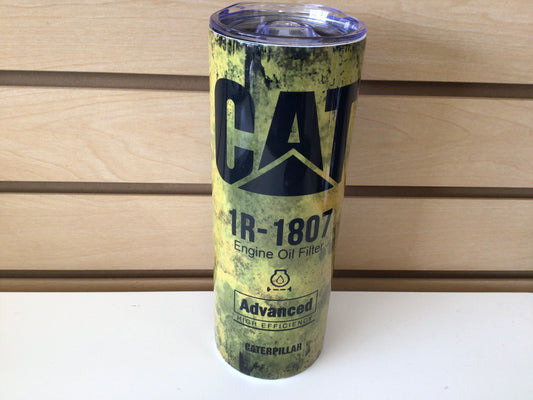 CAT
1R-1807
Engine Oil Filter
Advanced
HIGH EFFICIENCY
CATERPILLAR